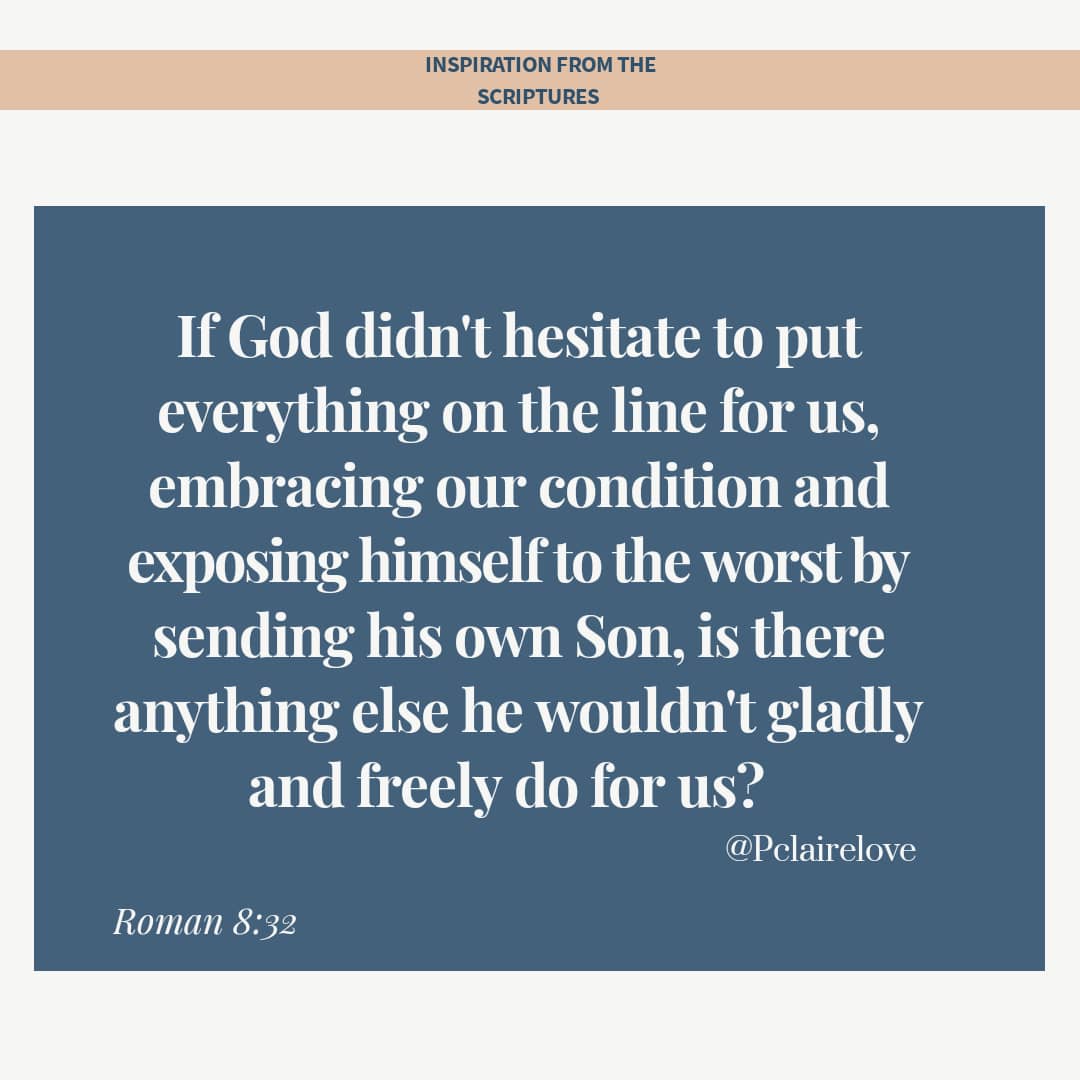 INSPIRATION FROM THE
SCRIPTURES
If God didn't hesitate to put
everything on the line for us,
embracing our condition and
exposing himself to the worst by
sending his own Son, is there
anything else he wouldn't gladly
and freely do for us?
@Pclairelove
Roman 8:32